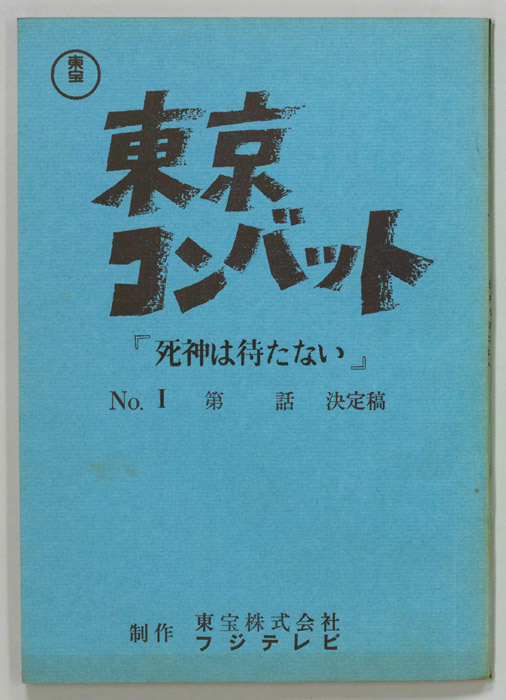 東宝
東京
コンバット
『死神は待たない』
No. I 第 話 決定稿
制作 東宝株式会社
フジテレビ